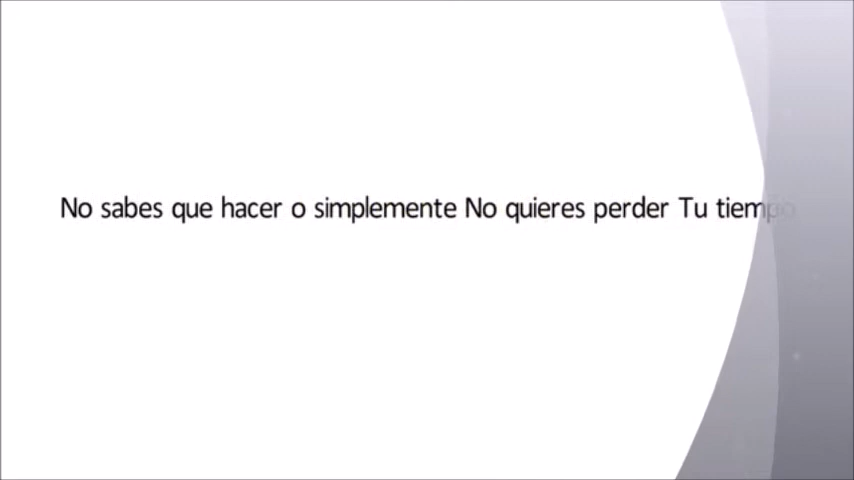 No sabes que hacer o simplemente No quieres perder Tu tiempo